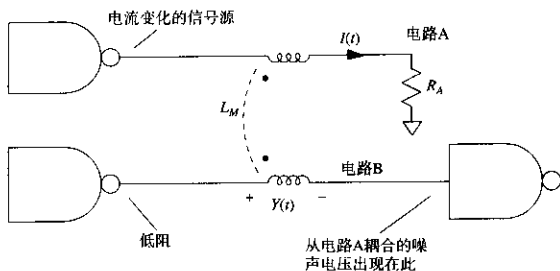 电流变化的信号源
I(t)
电路A
R_A
L_M
电路B
+ Y(t) −
低阻
从电路A耦合的噪
声电压出现在此